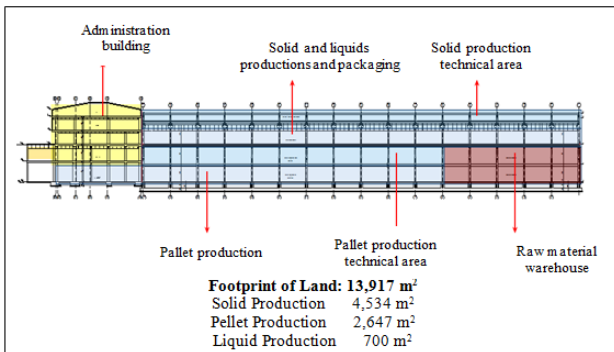 Administration
building
Solid and liquids
productions and packaging
Solid production
technical area
Pallet production
Pallet production
technical area
Raw material
warehouse
Footprint of Land: 13,917 m²
Solid Production 4,534 m²
Pellet Production 2,647 m²
Liquid Production 700 m²